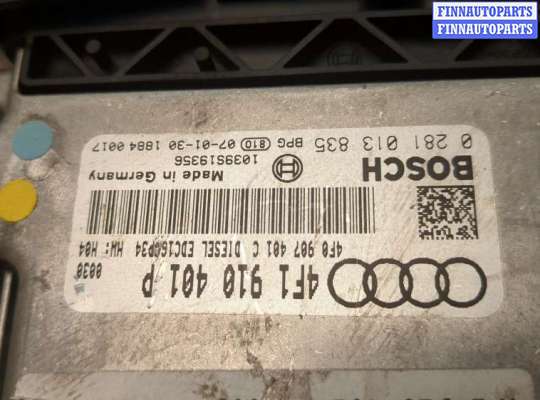 FINNAUTOPARTS
FINNAUTOPARTS
4F1 910 401 P
0030
4F0 907 401 C DIESEL EDC16CP34 HW: H04
BOSCH
Made in Germany
1039S19356
0 281 013 835
BPG 810 07-01-30 1884 0017